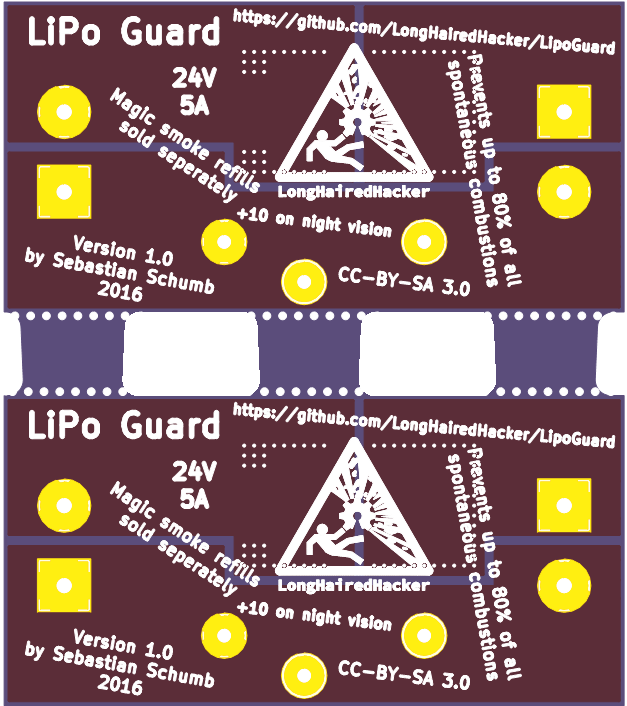 LiPo Guard
https://github.com/LongHairedHacker/LipoGuard
24V
5A
Magic smoke refills
sold seperately
Prevents up to 80% of all
spontaneous combustions
LongHairedHacker
+10 on night vision
Version 1.0
by Sebastian Schumb
2016
CC-BY-SA 3.0
LiPo Guard
https://github.com/LongHairedHacker/LipoGuard
24V
5A
Magic smoke refills
sold seperately
Prevents up to 80% of all
spontaneous combustions
LongHairedHacker
+10 on night vision
Version 1.0
by Sebastian Schumb
2016
CC-BY-SA 3.0